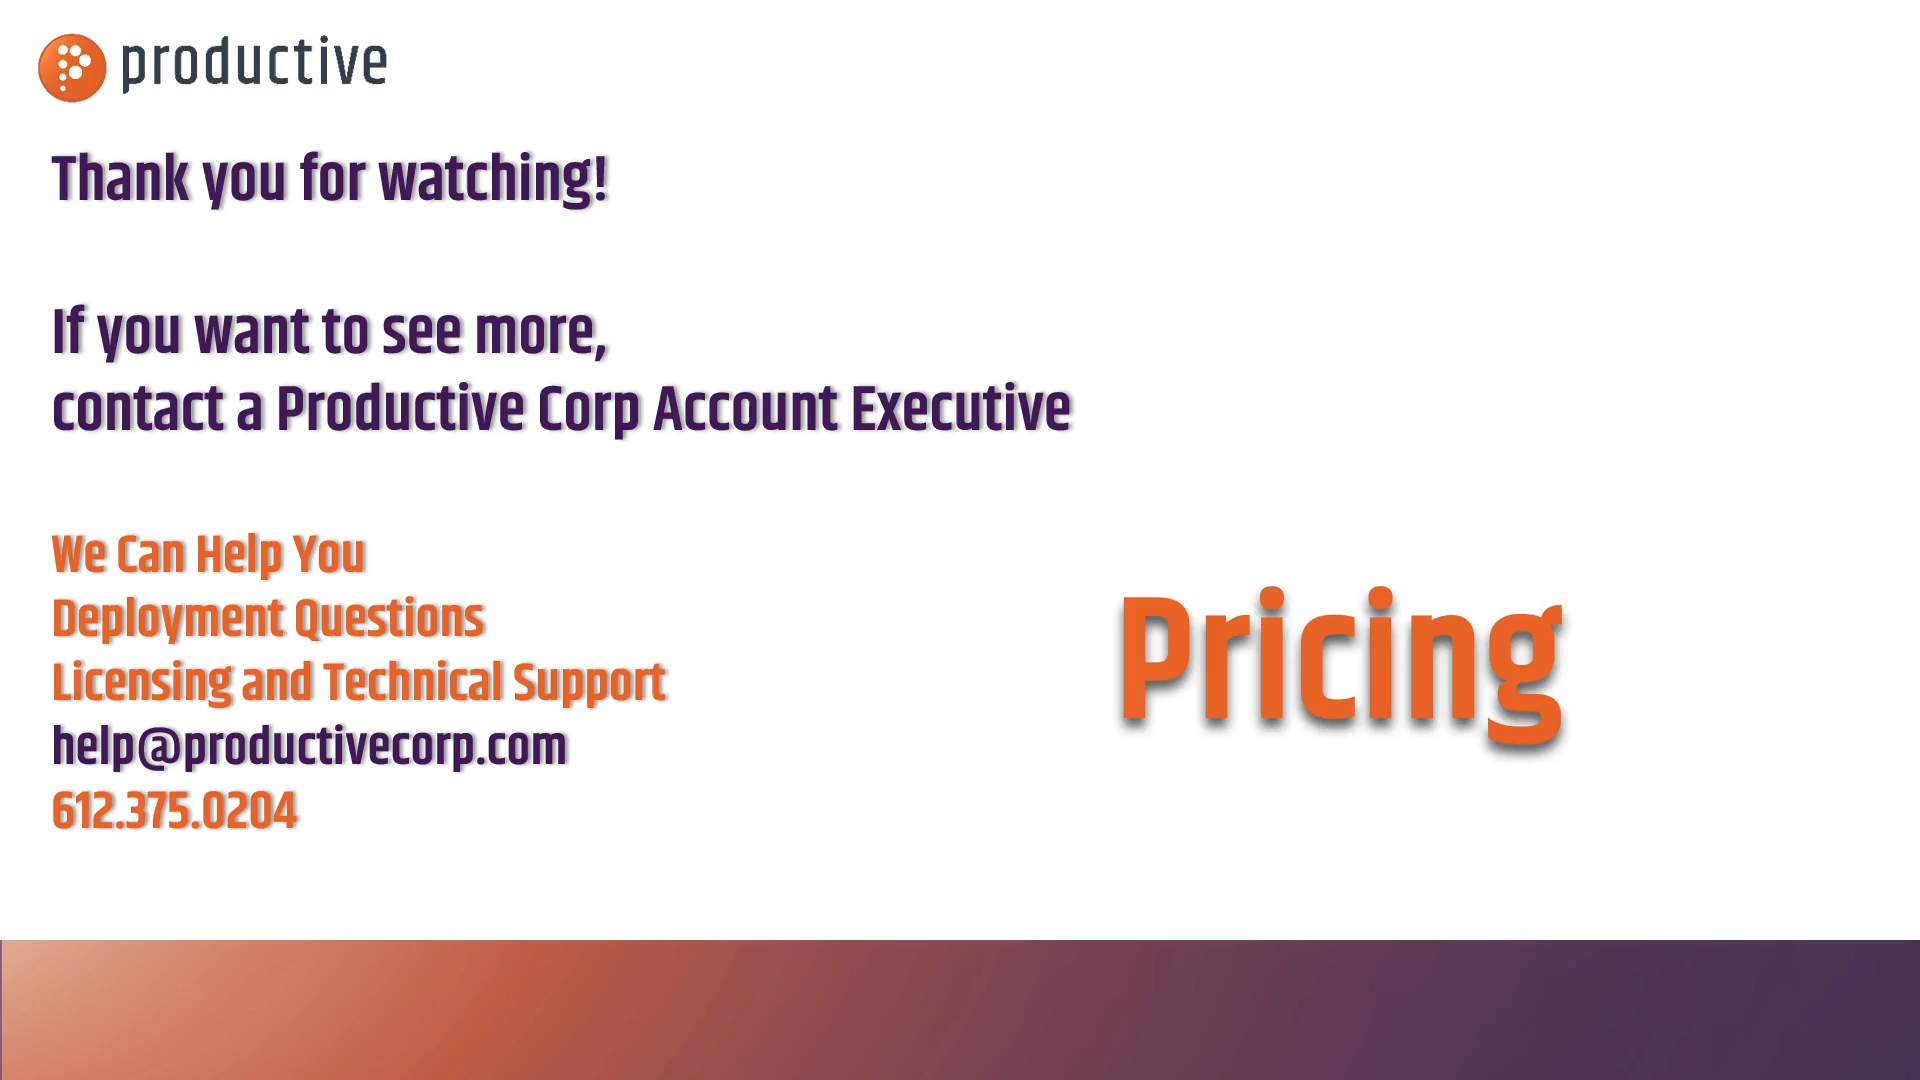 productive
Thank you for watching!
If you want to see more,
contact a Productive Corp Account Executive
We Can Help You
Deployment Questions
Licensing and Technical Support
help@productivecorp.com
612.375.0204
Pricing